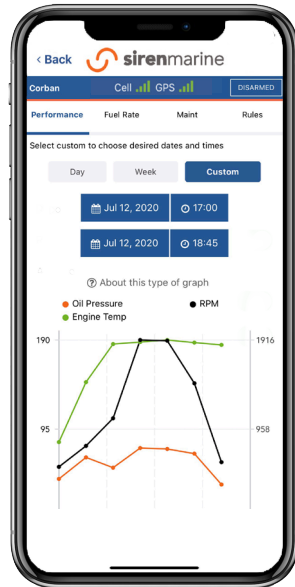 < Back sirenmarine
Corban Cell GPS DISARMED
Performance Fuel Rate Maint Rules
Select custom to choose desired dates and times
Day Week Custom
Jul 12, 2020 17:00
Jul 12, 2020 18:45
About this type of graph
Oil Pressure RPM
Engine Temp
190 1916
95 958